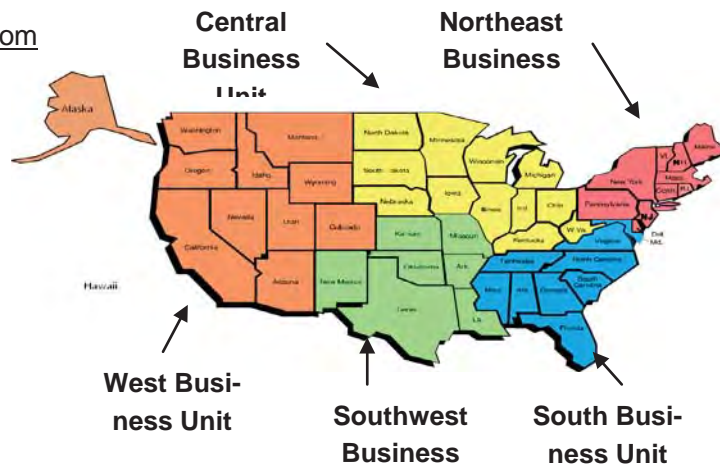 om
Central
Business
Unit
Northeast
Business
Alaska
Washington
Montana
North Dakota
Minnesota
Maine
VT.
N.H.
Oregon
Idaho
South Dakota
Wisconsin
Michigan
New York
Mass.
Wyoming
Conn.
R.I.
Iowa
Nebraska
Pennsylvania
N.J.
Nevada
Utah
Colorado
Illinois
Ind.
Ohio
W.Va.
Del.
Md.
California
Kansas
Missouri
Kentucky
Virginia
Hawaii
Arizona
New Mexico
Oklahoma
Ark.
Tennessee
North Carolina
South
Carolina
Texas
LA.
Miss.
Ala.
Georgia
Florida
West Busi-
ness Unit
Southwest
Business
South Busi-
ness Unit